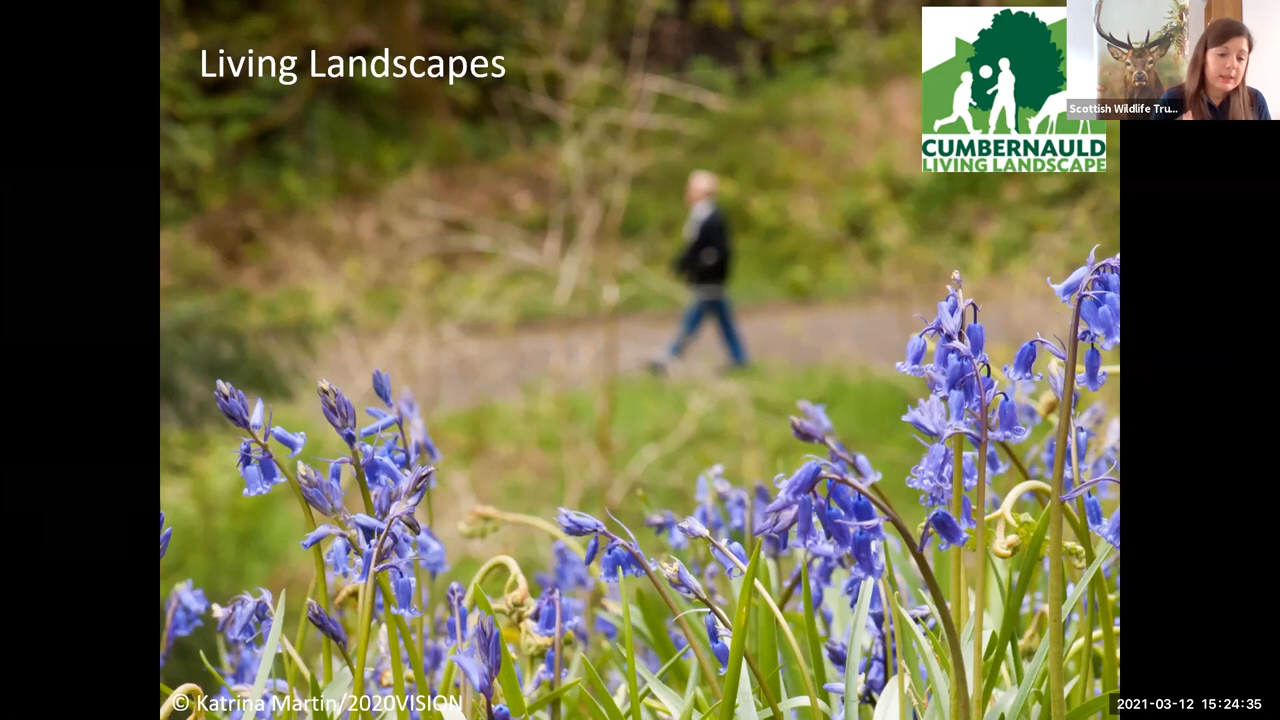 Living Landscapes
CUMBERNAULD
LIVING LANDSCAPE
Scottish Wildlife Tru...
© Katrina Martin/2020VISION
2021-03-12 15:24:35